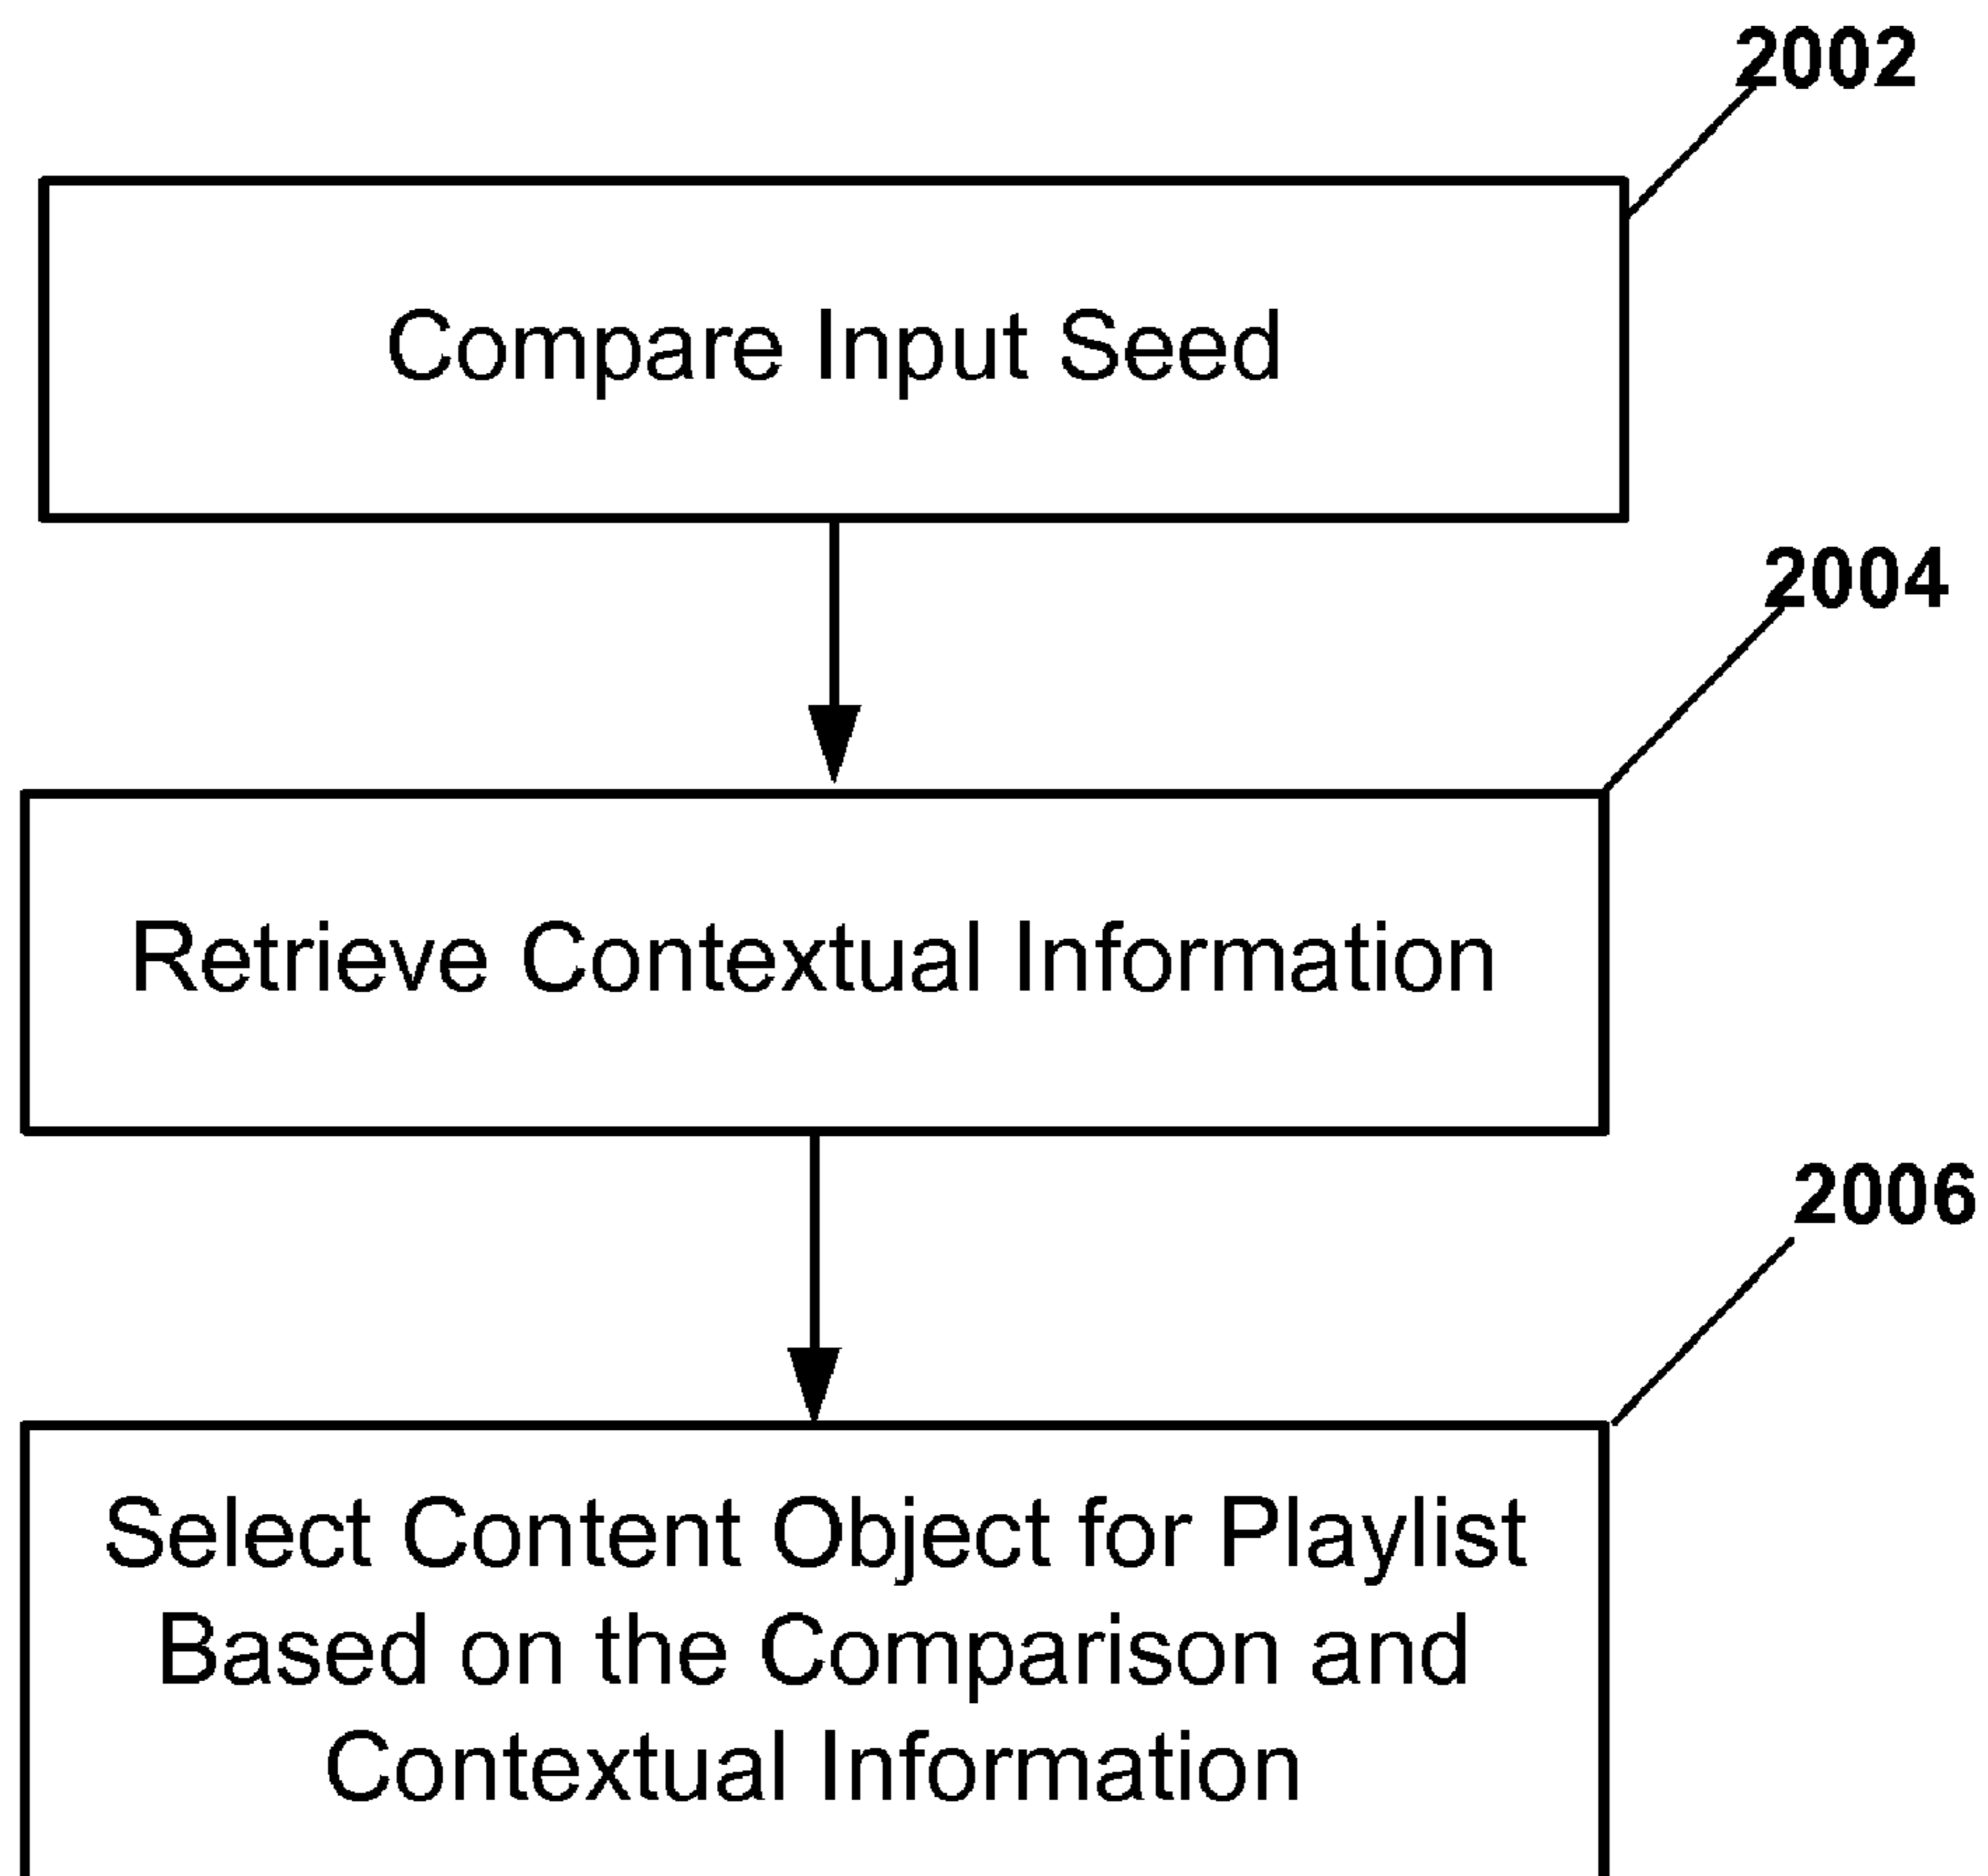 2002
Compare Input Seed
2004
Retrieve Contextual Information
2006
Select Content Object for Playlist
Based on the Comparison and
Contextual Information